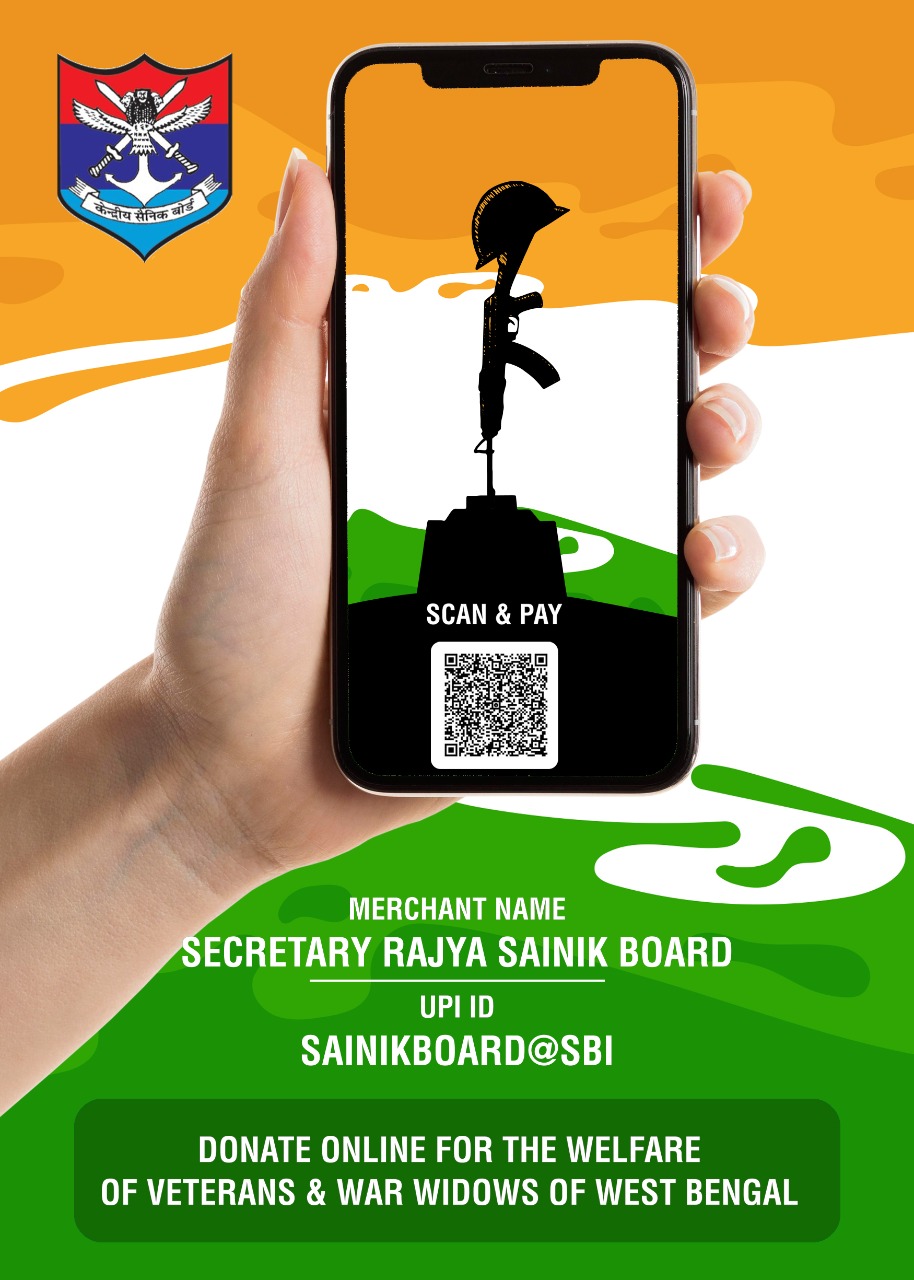 केन्द्रीय सैनिक बोर्ड
SCAN & PAY
MERCHANT NAME
SECRETARY RAJYA SAINIK BOARD
UPI ID
SAINIKBOARD@SBI
DONATE ONLINE FOR THE WELFARE
OF VETERANS & WAR WIDOWS OF WEST BENGAL